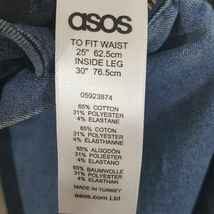 asos
TO FIT WAIST
25" 62.5cm
INSIDE LEG
30" 76.5cm
05923874
65% COTTON
31% POLYESTER
4% ELASTANE
65% COTON
31% POLYESTER
4% ELASTHANNE
65% ALGODÓN
31% POLIÉSTER
4% ELASTANO
65% BAUMWOLLE
31% POLYESTER
4% ELASTHAN
MADE IN TURKEY
asos.com Ltd